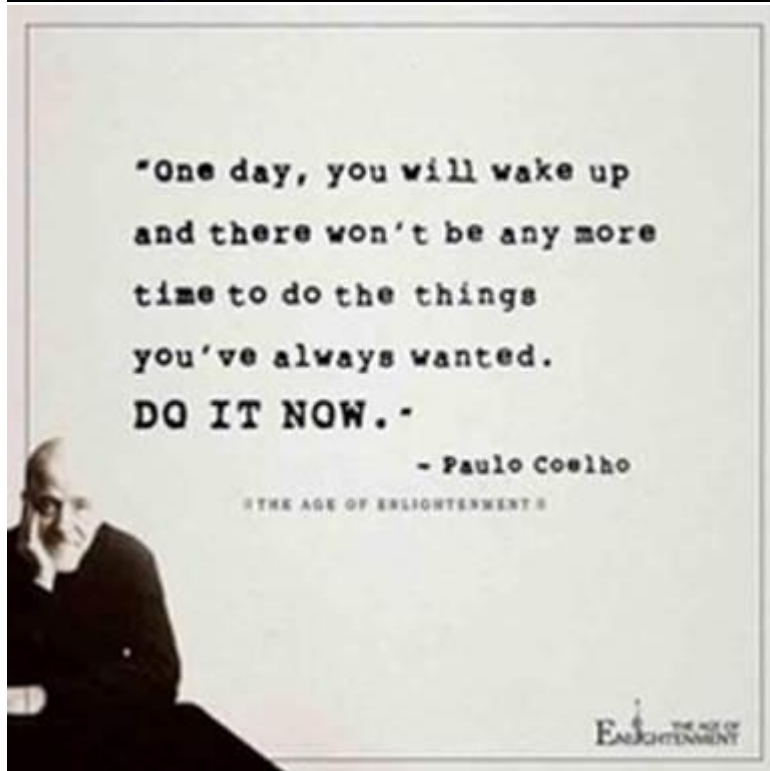 "One day, you will wake up
and there won't be any more
time to do the things
you've always wanted.
DO IT NOW."
~ Paulo Coelho
THE AGE OF ENLIGHTENMENT
THE AGE OF
ENLIGHTENMENT